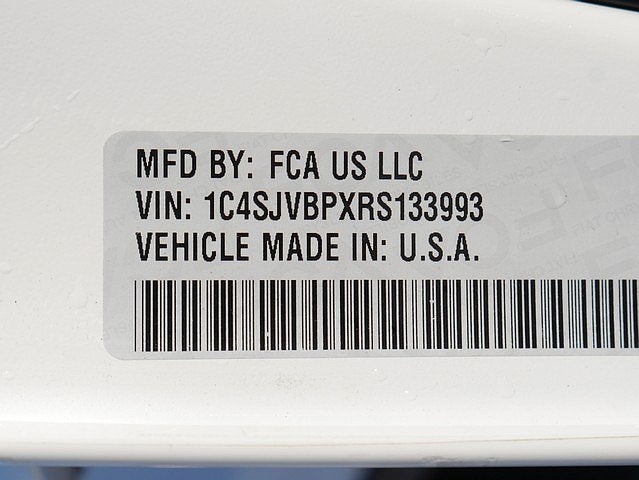 MFD BY: FCA US LLC
VIN: 1C4SJVBPXRS133993
VEHICLE MADE IN: U.S.A.